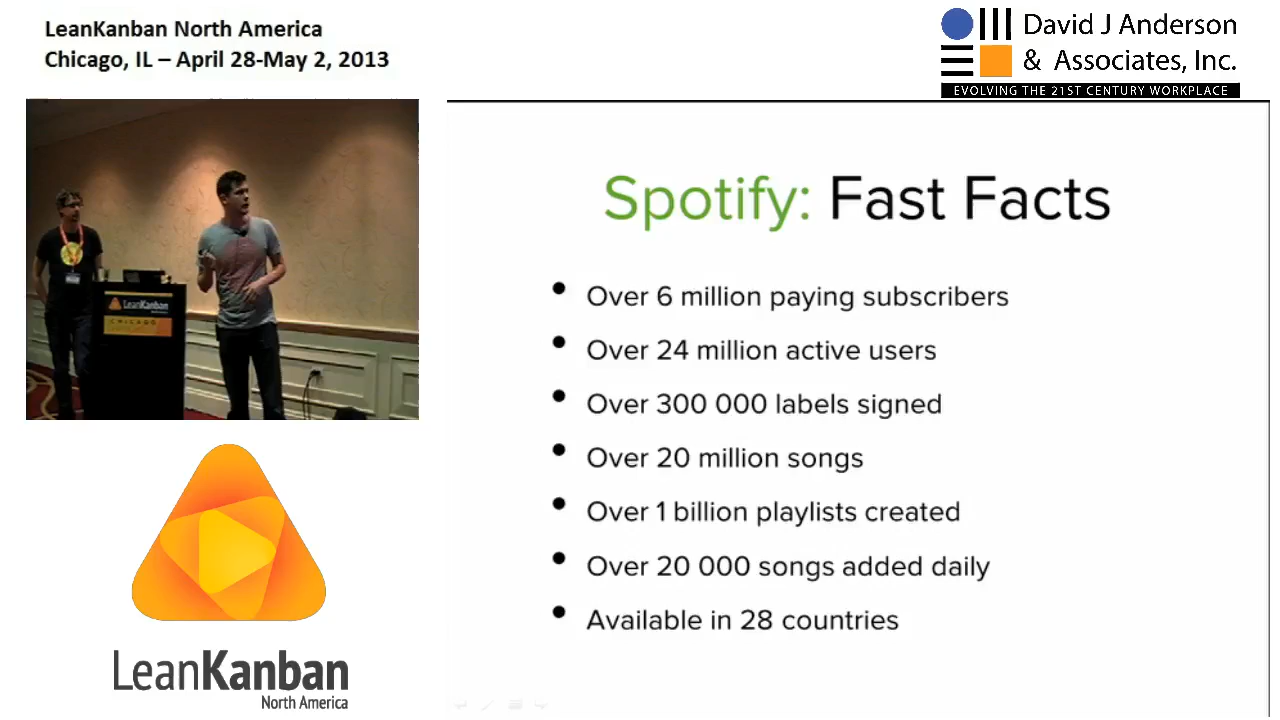 LeanKanban North America
Chicago, IL – April 28-May 2, 2013
David J Anderson
& Associates, Inc.
EVOLVING THE 21ST CENTURY WORKPLACE
LeanKanban
CHICAGO
Spotify: Fast Facts
• Over 6 million paying subscribers
• Over 24 million active users
• Over 300 000 labels signed
• Over 20 million songs
• Over 1 billion playlists created
• Over 20 000 songs added daily
• Available in 28 countries
LeanKanban
North America